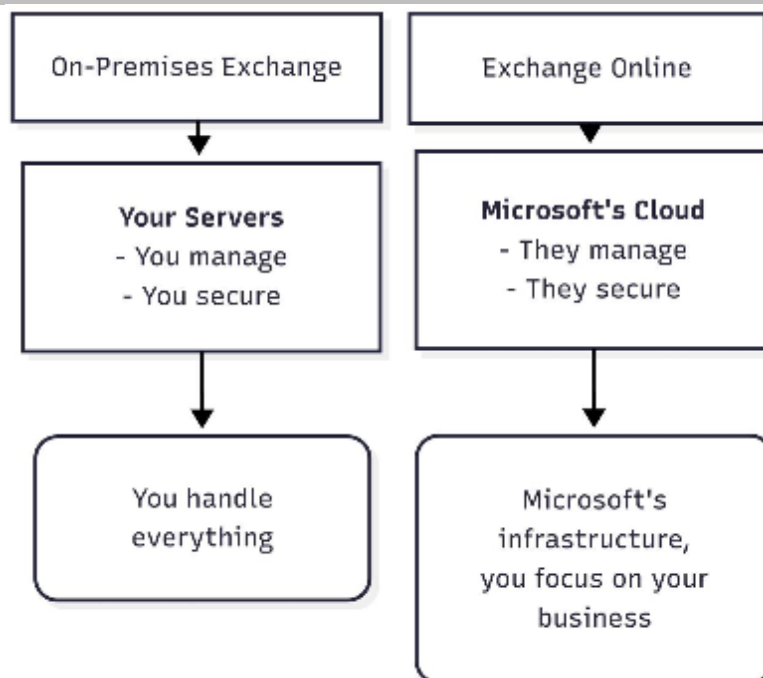 On-Premises Exchange
Your Servers
- You manage
- You secure
You handle
everything
Exchange Online
Microsoft's Cloud
- They manage
- They secure
Microsoft's
infrastructure,
you focus on your
business